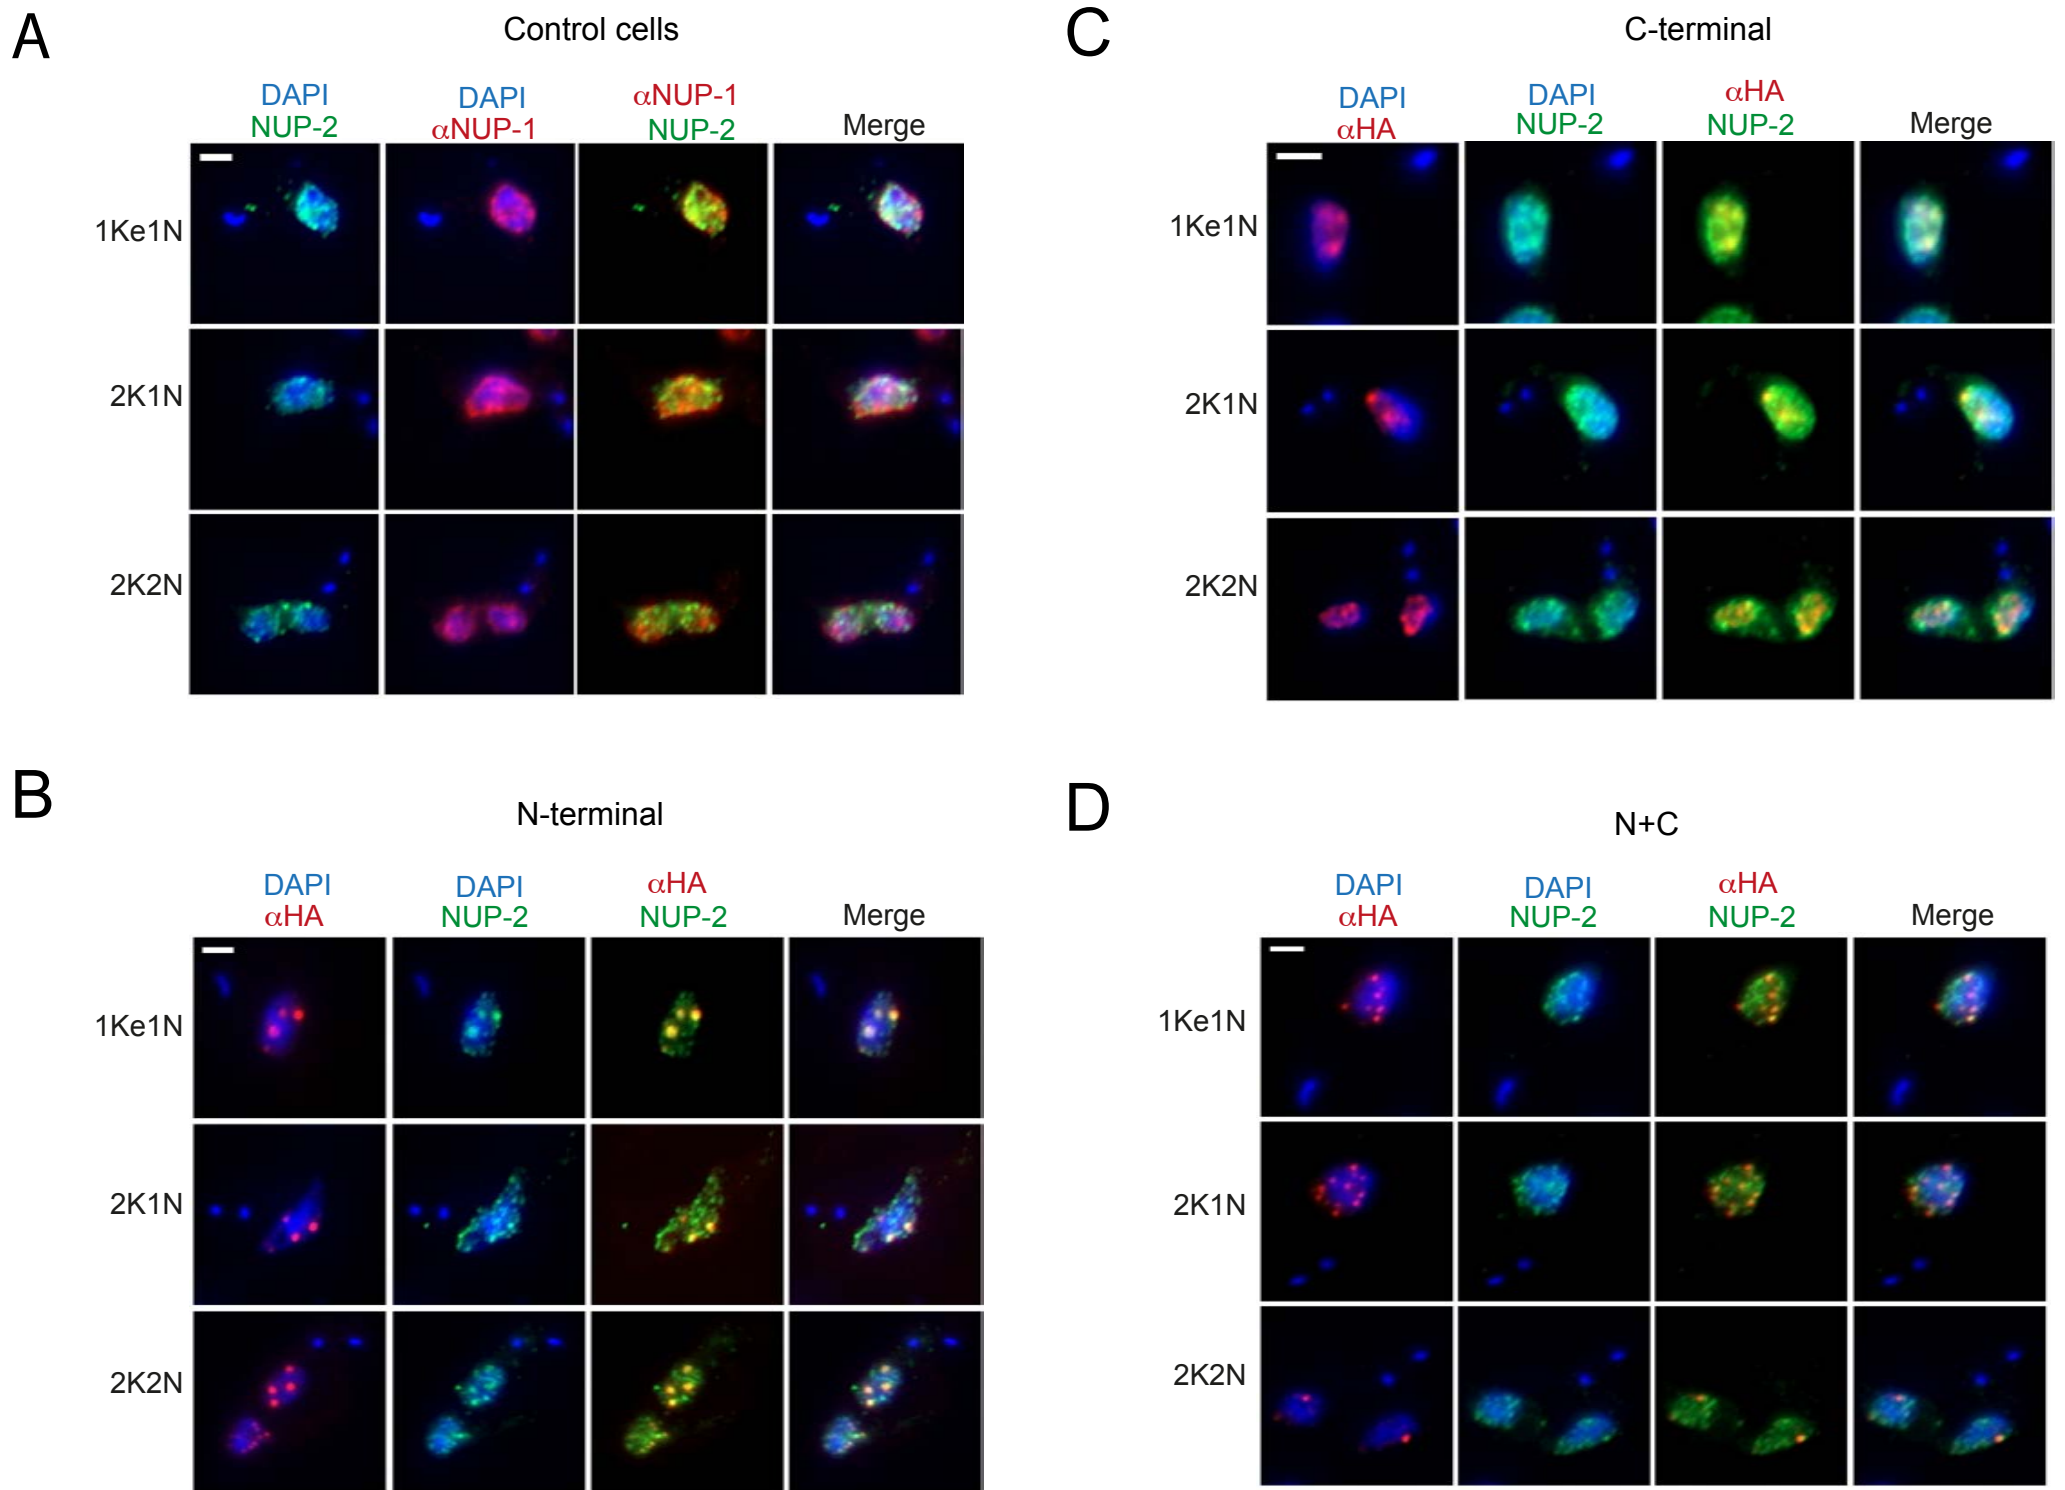 A
Control cells
DAPI
NUP-2
DAPI
αNUP-1
αNUP-1
NUP-2
Merge
1Ke1N
2K1N
2K2N
B
N-terminal
DAPI
αHA
DAPI
NUP-2
αHA
NUP-2
Merge
1Ke1N
2K1N
2K2N
C
C-terminal
DAPI
αHA
DAPI
NUP-2
αHA
NUP-2
Merge
1Ke1N
2K1N
2K2N
D
N+C
DAPI
αHA
DAPI
NUP-2
αHA
NUP-2
Merge
1Ke1N
2K1N
2K2N